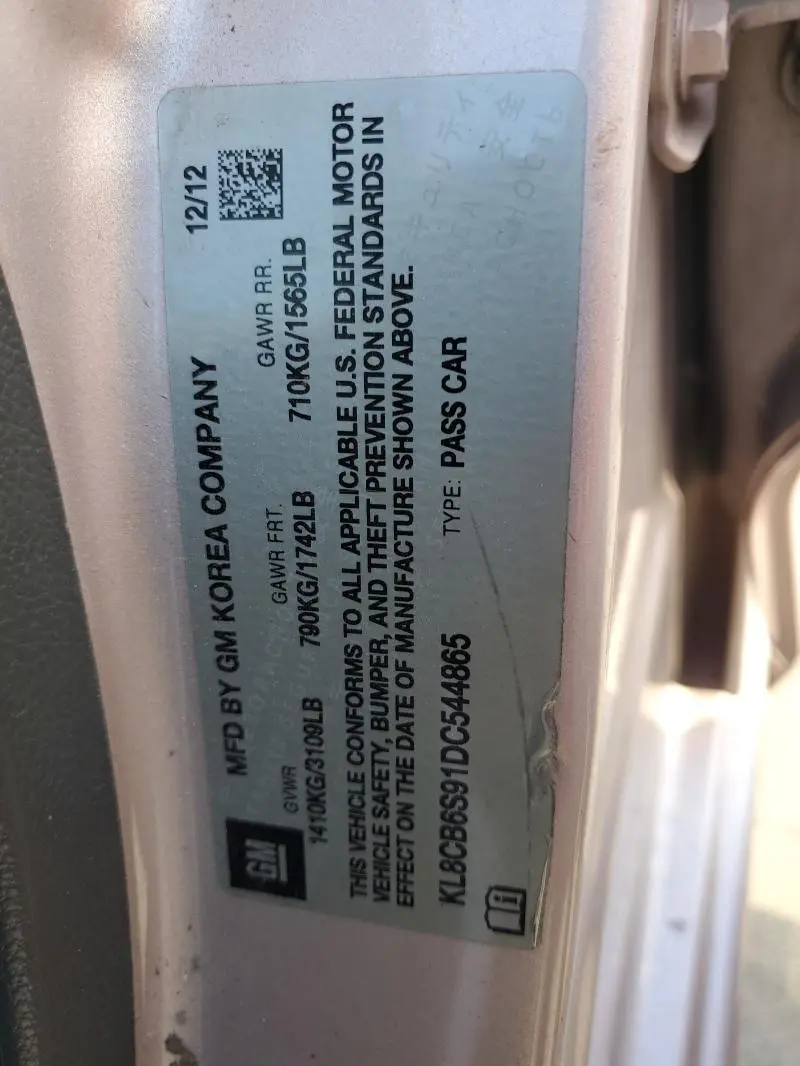 MFD BY GM KOREA COMPANY 12/12
GM
GVWR GAWR FRT. GAWR RR.
1410KG/3109LB 790KG/1742LB 710KG/1565LB
THIS VEHICLE CONFORMS TO ALL APPLICABLE U.S. FEDERAL MOTOR
VEHICLE SAFETY, BUMPER, AND THEFT PREVENTION STANDARDS IN
EFFECT ON THE DATE OF MANUFACTURE SHOWN ABOVE.
KL8CB6S91DC544865 TYPE: PASS CAR